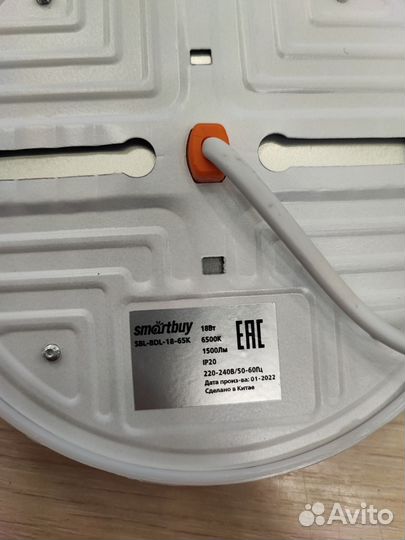 smartbuy
SBL-BDL-18-65K
18Вт
6500K
1500Лм
IP20
220-240В/50-60Гц
Дата произ-ва: 01-2022
Сделано в Китае
EAC
Avito